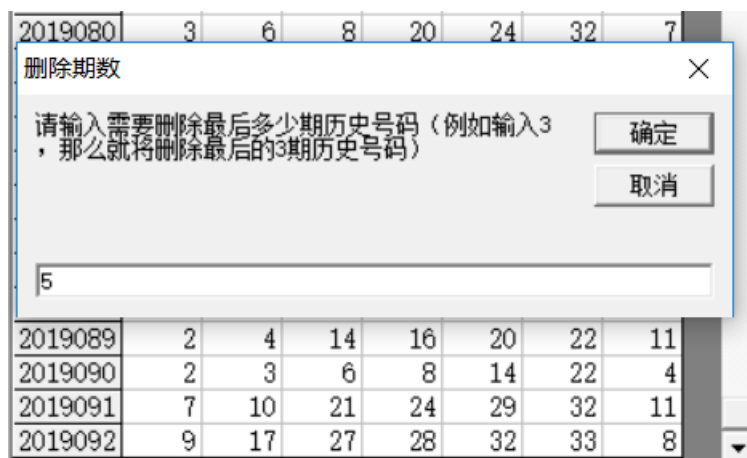 2019080 3 6 8 20 24 32 7
删除期数
请输入需要删除最后多少期历史号码（例如输入3
，那么就将删除最后的3期历史号码）
确定
取消
5
2019089 2 4 14 16 20 22 11
2019090 2 3 6 8 14 22 4
2019091 7 10 21 24 29 32 11
2019092 9 17 27 28 32 33 8